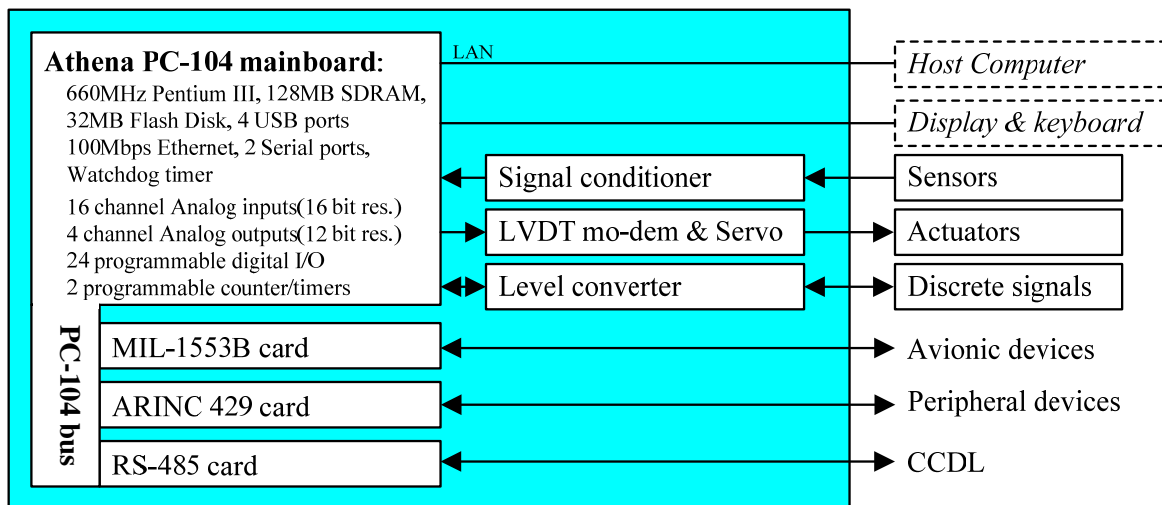 Athena PC-104 mainboard:
660MHz Pentium III, 128MB SDRAM,
32MB Flash Disk, 4 USB ports
100Mbps Ethernet, 2 Serial ports,
Watchdog timer
16 channel Analog inputs(16 bit res.)
4 channel Analog outputs(12 bit res.)
24 programmable digital I/O
2 programmable counter/timers
LAN
Host Computer
Display & keyboard
Signal conditioner
Sensors
LVDT mo-dem & Servo
Actuators
Level converter
Discrete signals
PC-104 bus
MIL-1553B card
Avionic devices
ARINC 429 card
Peripheral devices
RS-485 card
CCDL